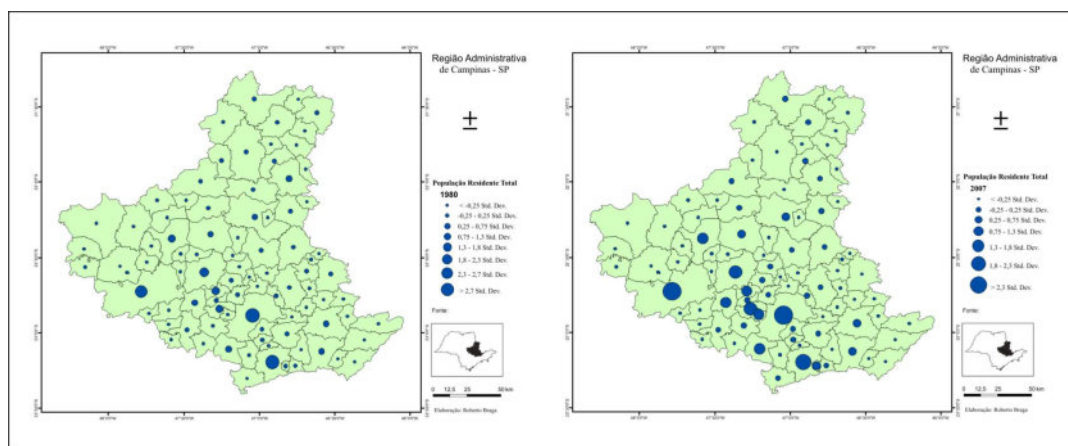 Região Administrativa
de Campinas - SP
População Residente Total
1980
< -0,25 Std. Dev.
-0,25 - 0,25 Std. Dev.
0,25 - 0,75 Std. Dev.
0,75 - 1,3 Std. Dev.
1,3 - 1,8 Std. Dev.
1,8 - 2,3 Std. Dev.
2,3 - 2,7 Std. Dev.
> 2,7 Std. Dev.
Fonte:
0 12,5 25 50 km
Elaboração: Roberto Braga
Região Administrativa
de Campinas - SP
População Residente Total
2007
< -0,25 Std. Dev.
-0,25 - 0,25 Std. Dev.
0,25 - 0,75 Std. Dev.
0,75 - 1,3 Std. Dev.
1,3 - 1,8 Std. Dev.
1,8 - 2,3 Std. Dev.
> 2,3 Std. Dev.
Fonte:
0 12,5 25 50 km
Elaboração: Roberto Braga